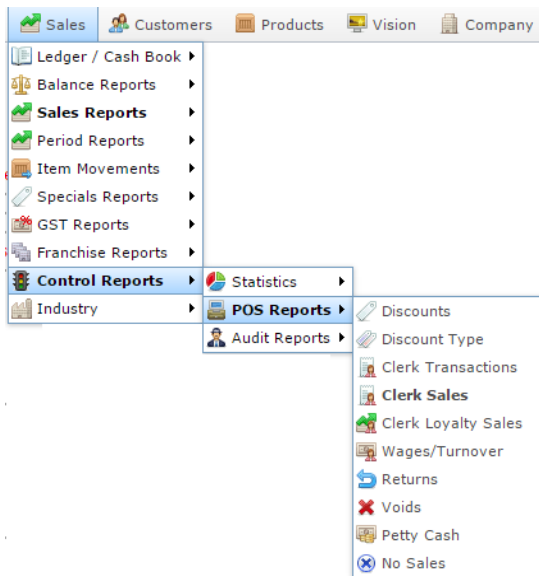 Sales Customers Products Vision Company
Ledger / Cash Book
Balance Reports
Sales Reports
Period Reports
Item Movements
Specials Reports
GST Reports
Franchise Reports
Control Reports
Industry
Statistics
POS Reports
Audit Reports
Discounts
Discount Type
Clerk Transactions
Clerk Sales
Clerk Loyalty Sales
Wages/Turnover
Returns
Voids
Petty Cash
No Sales